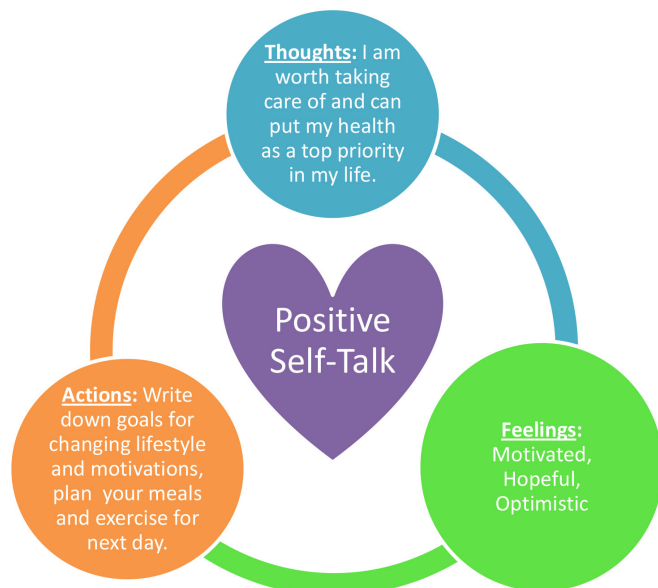 Thoughts: I am
worth taking
care of and can
put my health
as a top priority
in my life.
Positive
Self-Talk
Actions: Write
down goals for
changing lifestyle
and motivations,
plan  your meals
and exercise for
next day.
Feelings:
Motivated,
Hopeful,
Optimistic